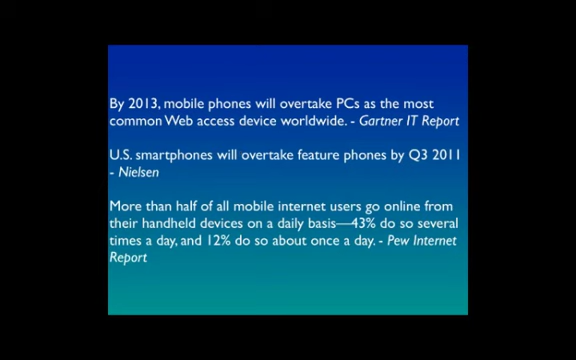 By 2013, mobile phones will overtake PCs as the most
common Web access device worldwide. - Gartner IT Report
U.S. smartphones will overtake feature phones by Q3 2011
- Nielsen
More than half of all mobile internet users go online from
their handheld devices on a daily basis—43% do so several
times a day, and 12% do so about once a day. - Pew Internet
Report